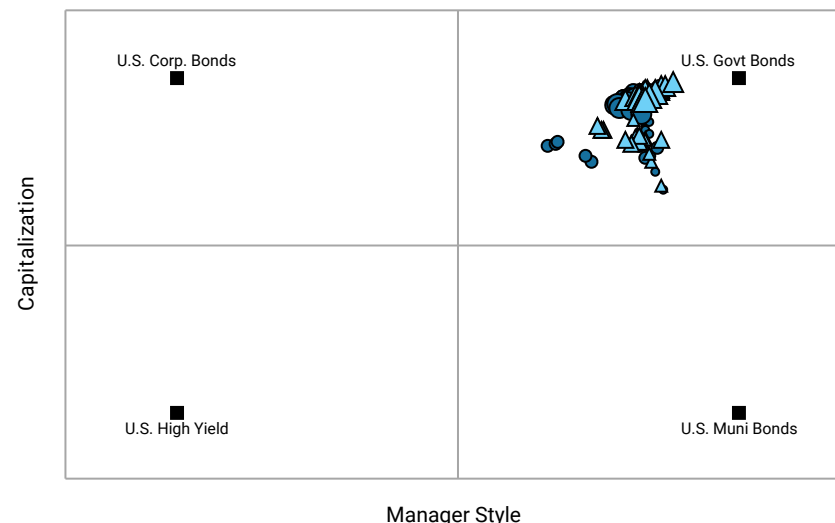 U.S. Corp. Bonds
U.S. Govt Bonds
Capitalization
U.S. High Yield
U.S. Muni Bonds
Manager Style